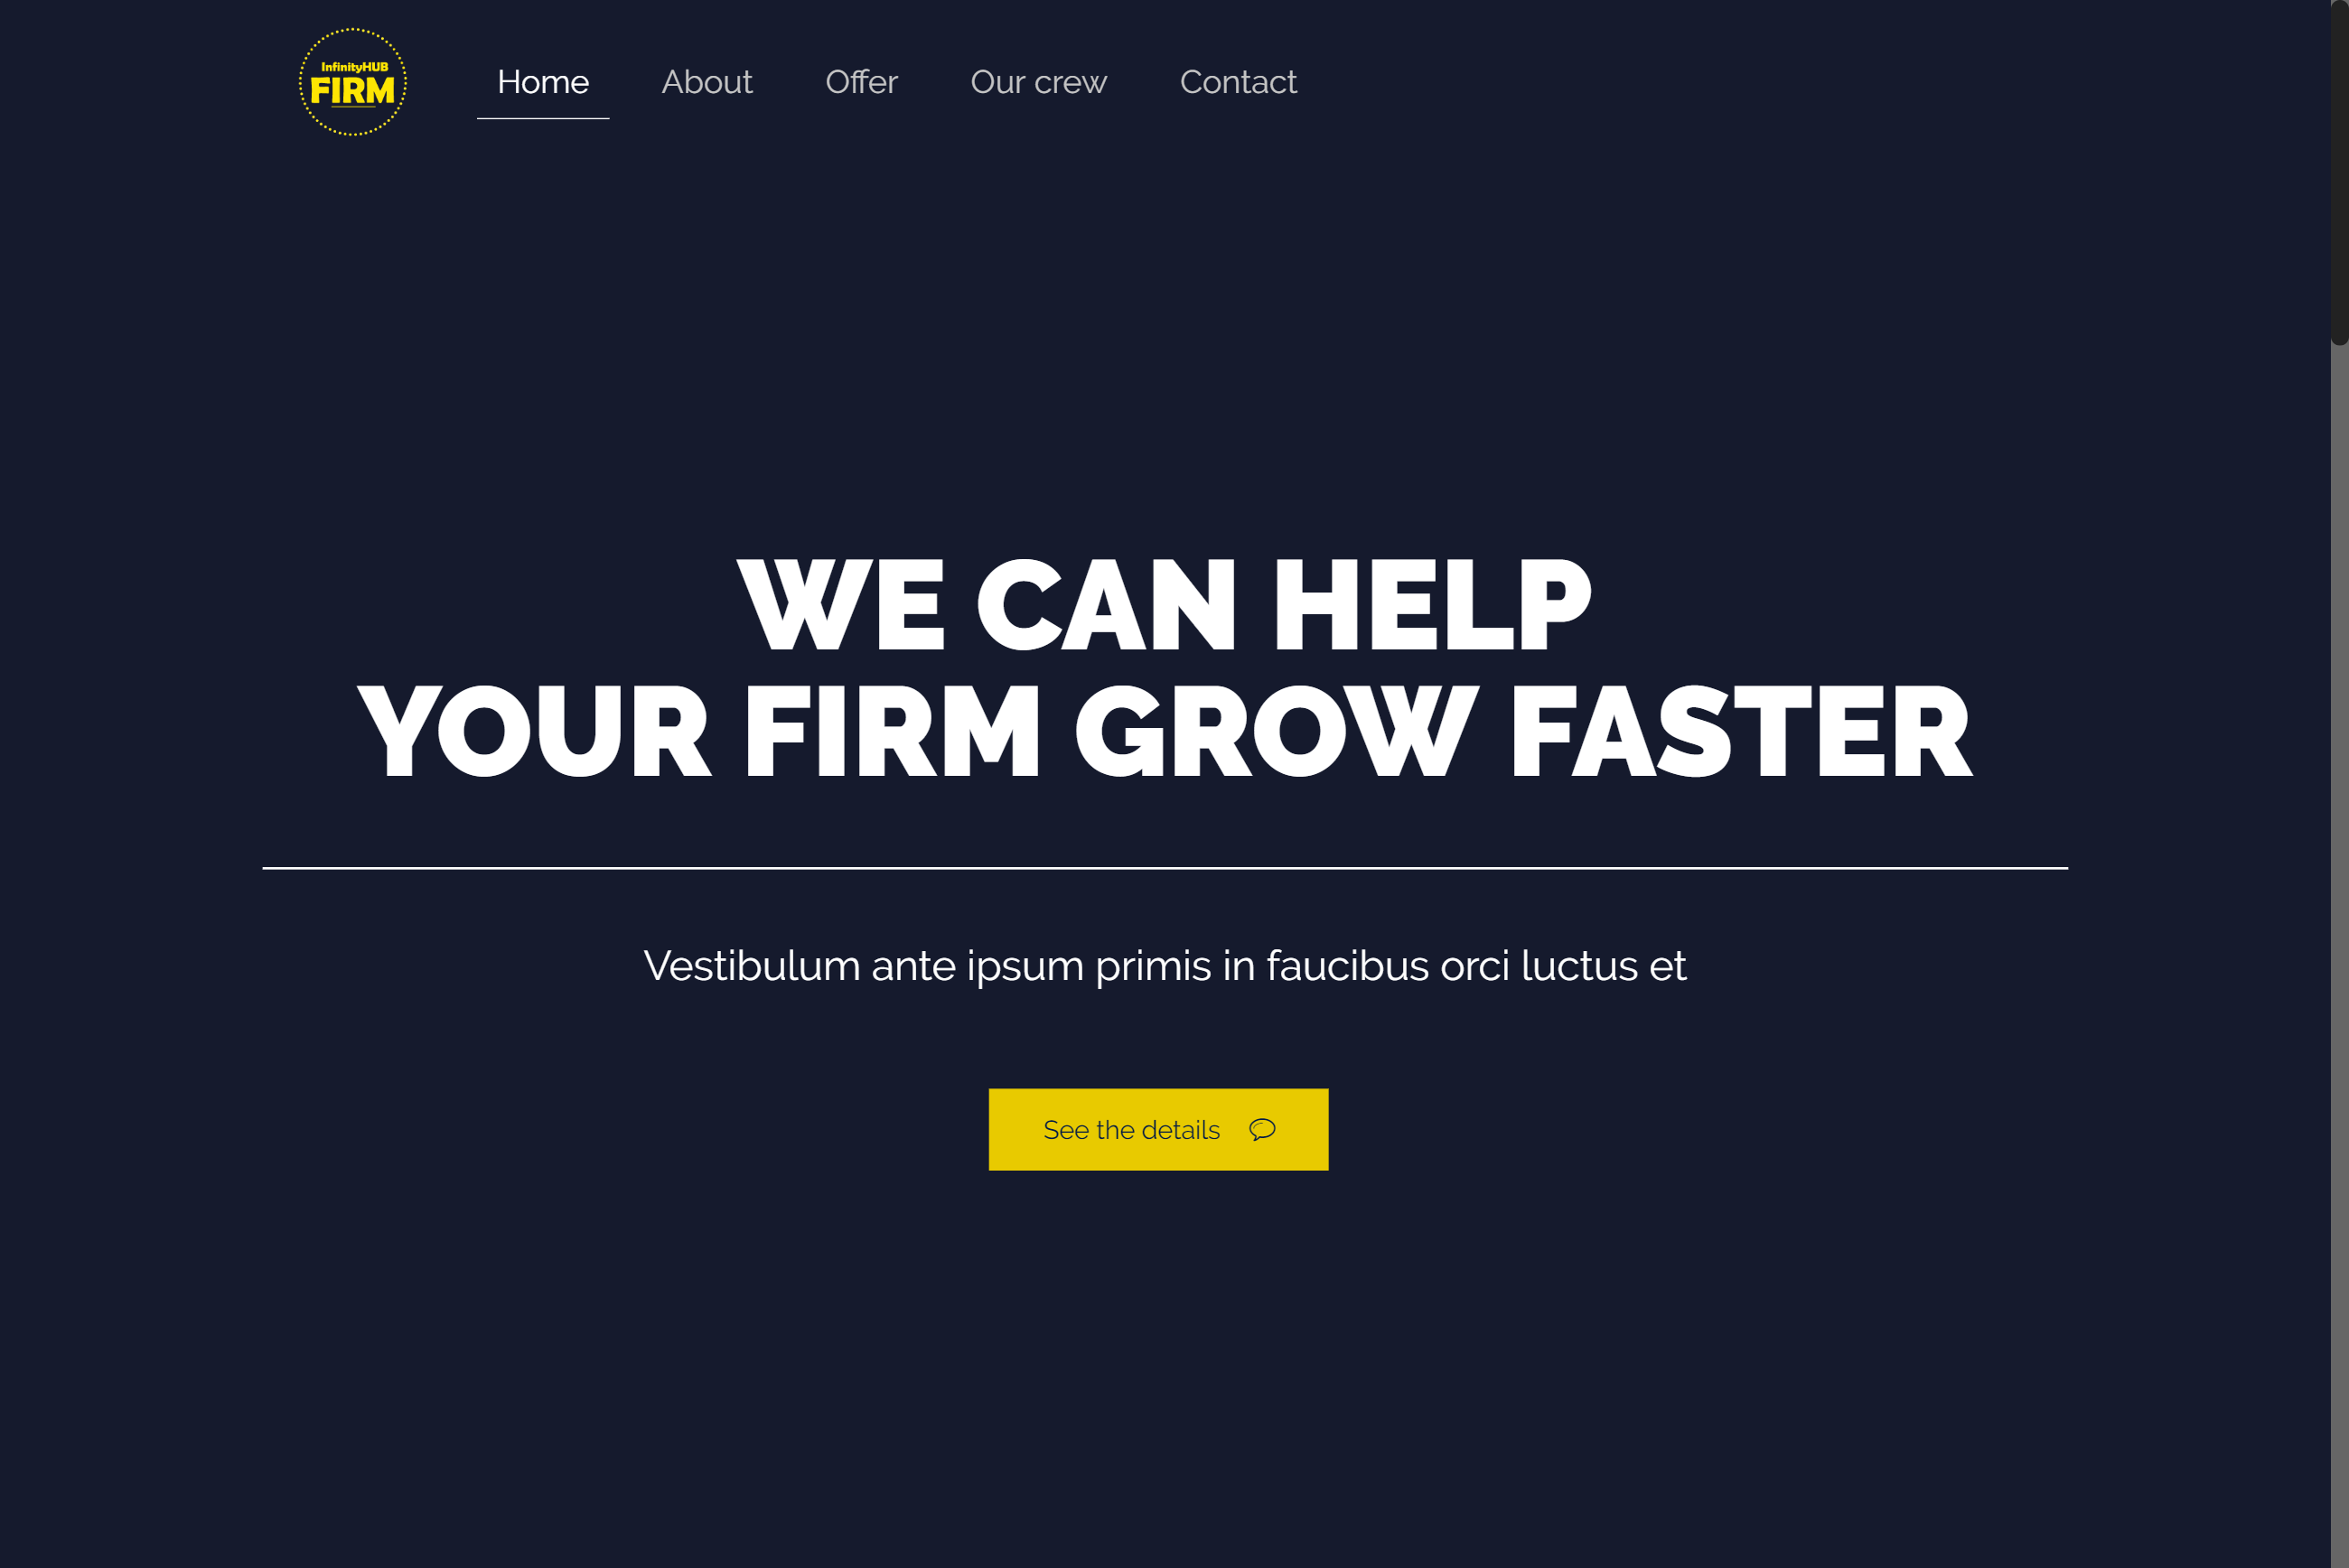 InfinityHUB
FIRM
Home About Offer Our crew Contact
WE CAN HELP
YOUR FIRM GROW FASTER
Vestibulum ante ipsum primis in faucibus orci luctus et
See the details